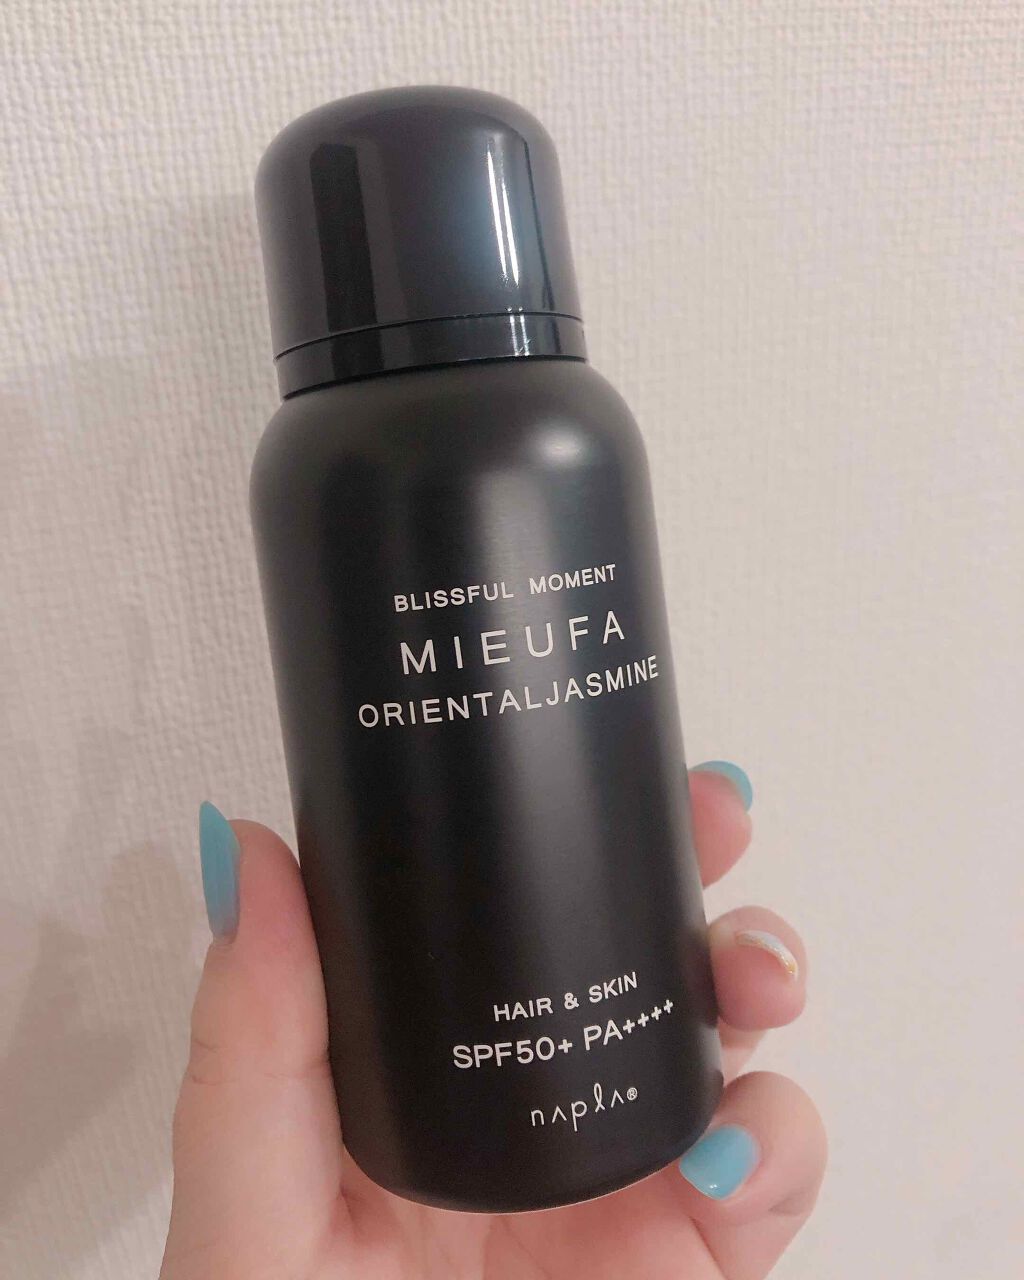 BLISSFUL MOMENT
MIEUFA
ORIENTALJASMINE
HAIR & SKIN
SPF50+ PA++++
napla®